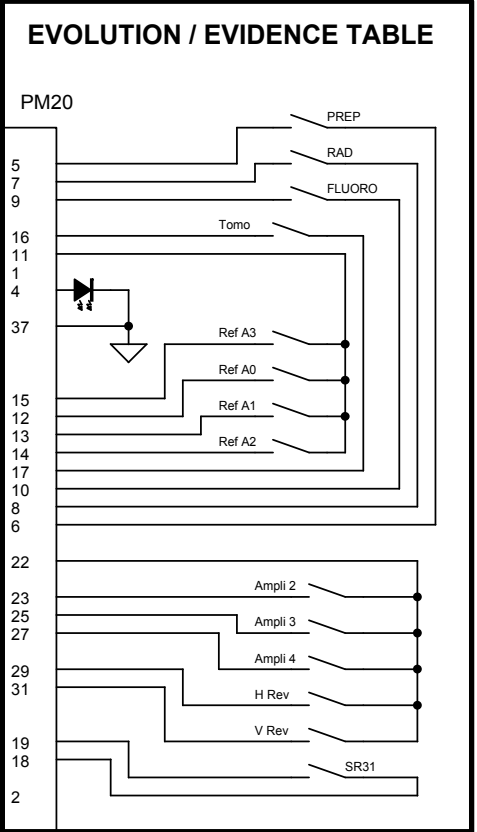 EVOLUTION / EVIDENCE TABLE
PM20
PREP
5
RAD
7
FLUORO
9
Tomo
16
11
1
4
37
Ref A3
Ref A0
15
Ref A1
12
13
Ref A2
14
17
10
8
6
22
Ampli 2
23
25
Ampli 3
27
Ampli 4
29
H Rev
31
V Rev
19
SR31
18
2